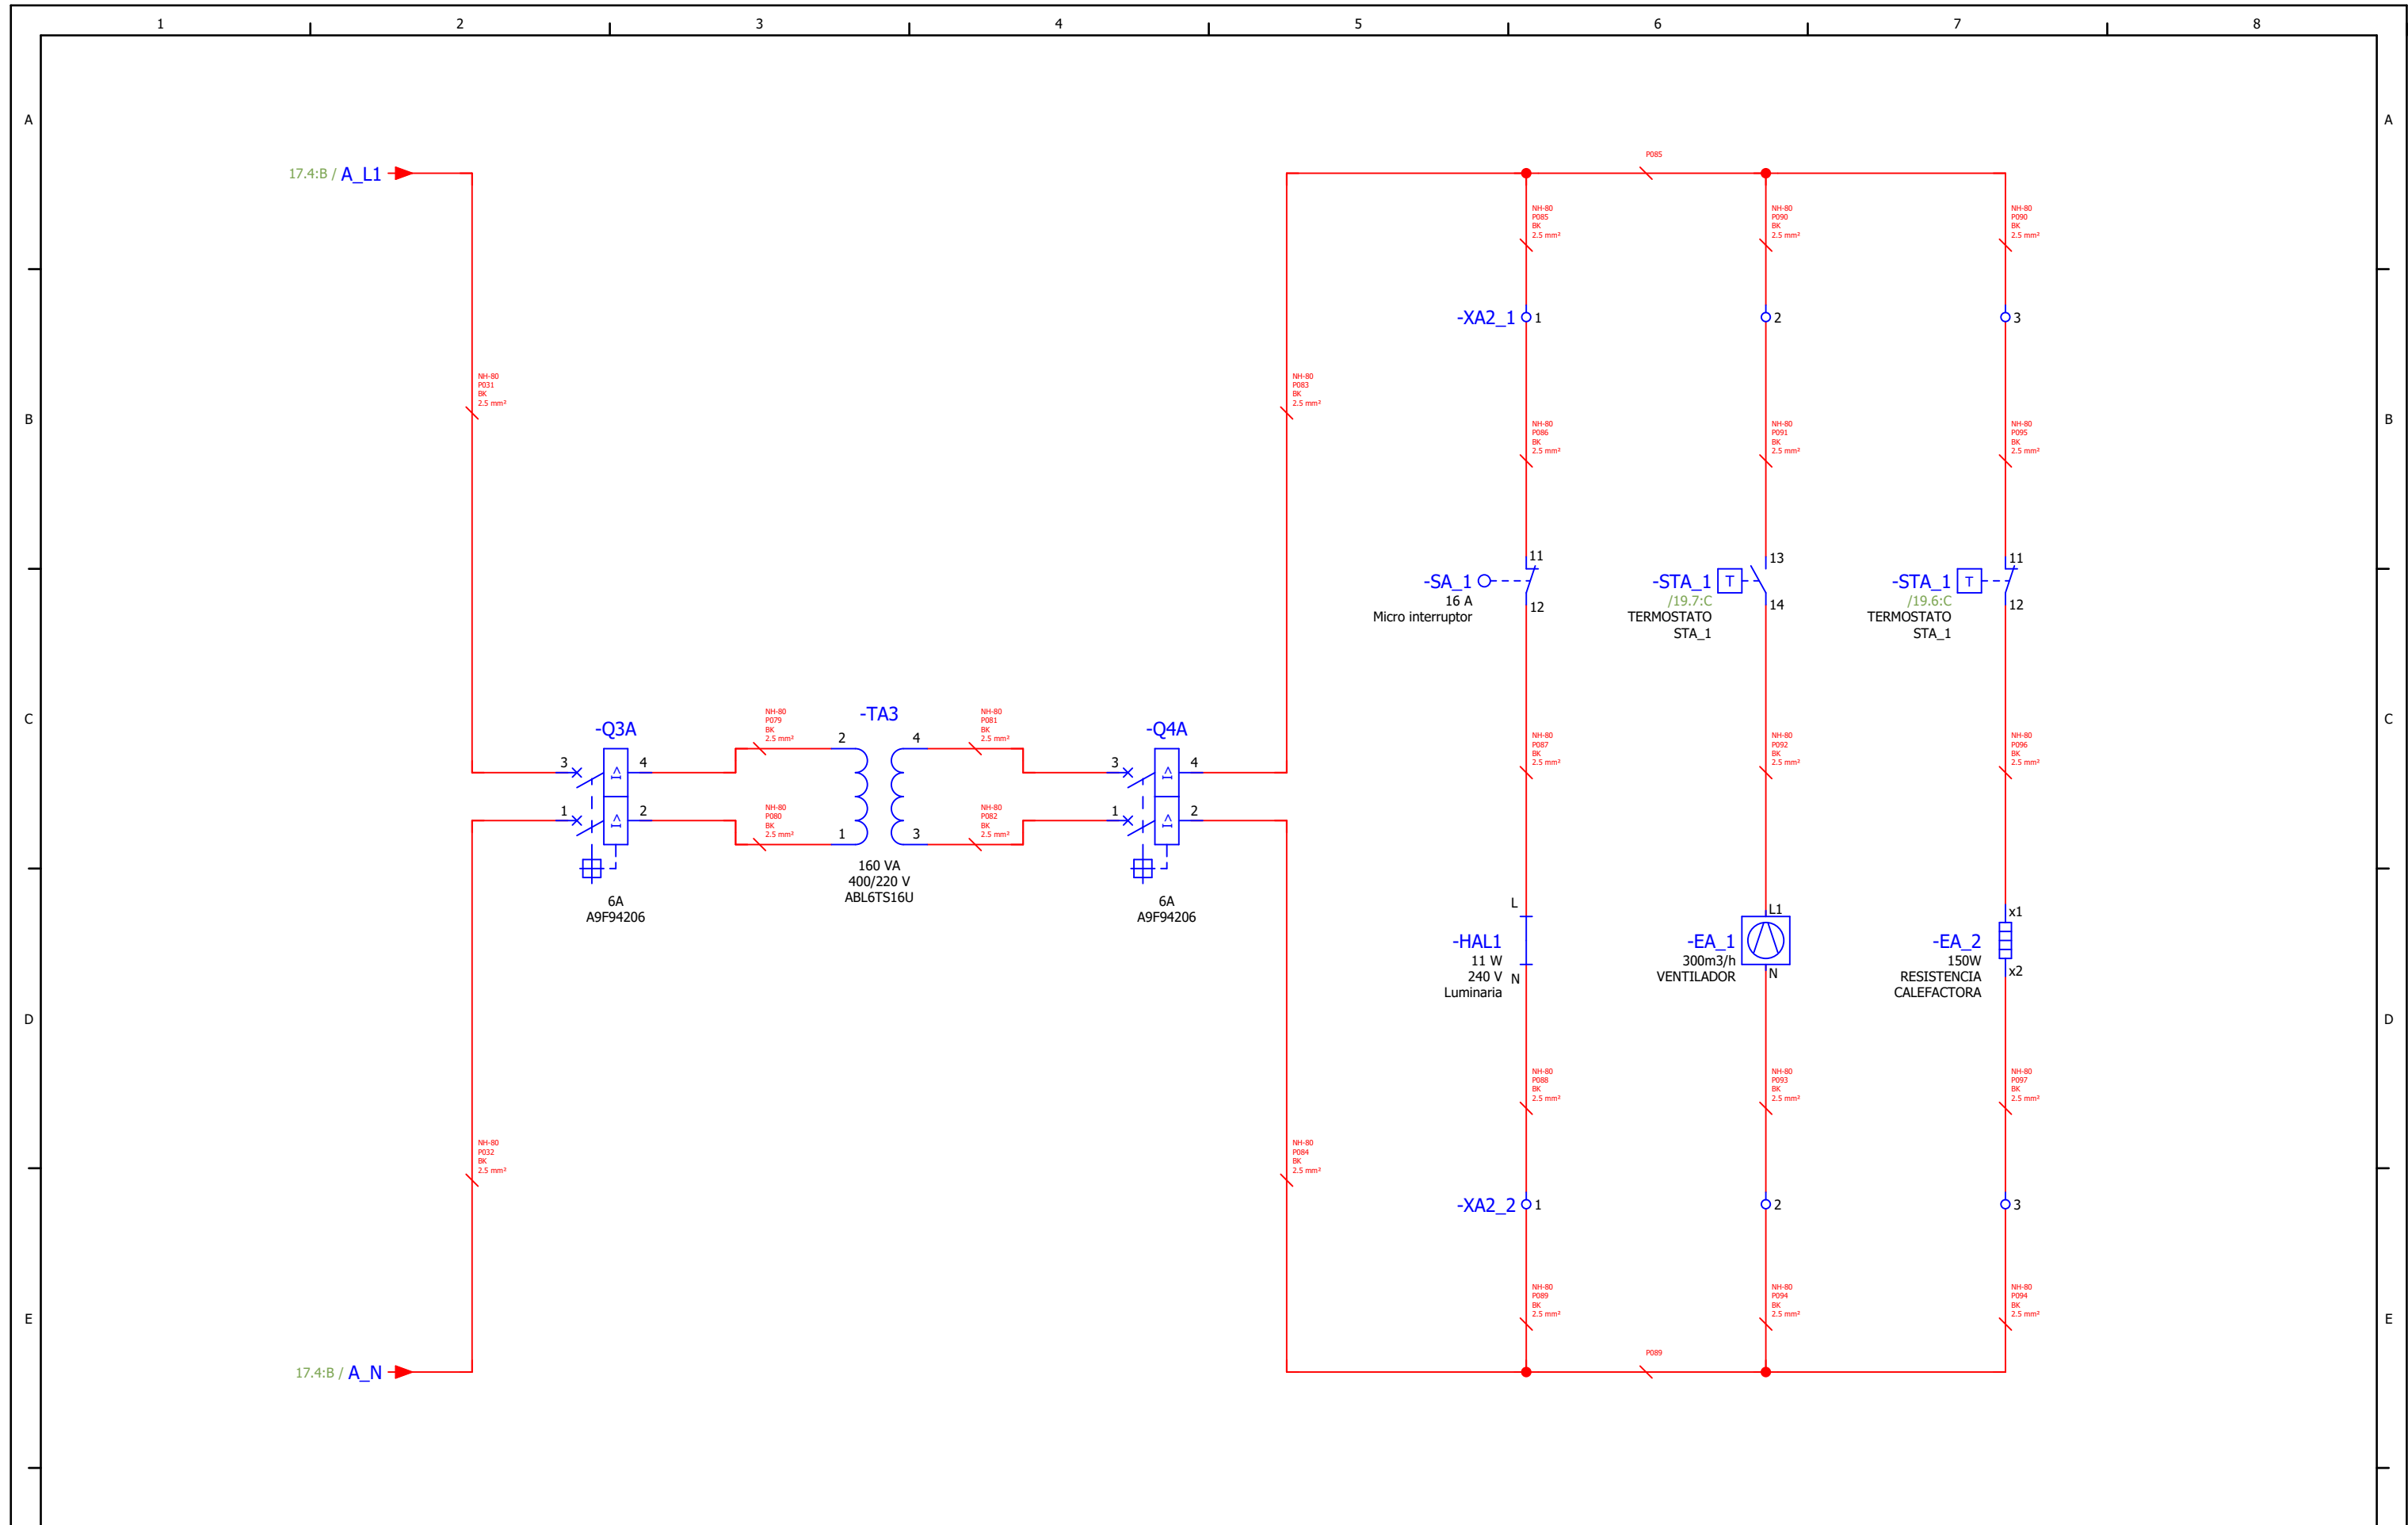 1 2 3 4 5 6 7 8
A A
17.4:B / A_L1
P085
NH-80
P085
BK
2.5 mm²
NH-80
P090
BK
2.5 mm²
NH-80
P090
BK
2.5 mm²
-XA2_1 1 2 3
NH-80
P031
BK
2.5 mm²
NH-80
P083
BK
2.5 mm²
B B
NH-80
P086
BK
2.5 mm²
NH-80
P091
BK
2.5 mm²
NH-80
P095
BK
2.5 mm²
11
-SA_1
16 A
12
Micro interruptor
13
-STA_1 T
/19.7:C
14
TERMOSTATO
STA_1
11
-STA_1 T
/19.6:C
12
TERMOSTATO
STA_1
C C
-Q3A
3 I> 4
1 I> 2
6A
A9F94206
NH-80
P079
BK
2.5 mm²
NH-80
P080
BK
2.5 mm²
-TA3
2 4
1 3
160 VA
400/220 V
ABL6TS16U
NH-80
P081
BK
2.5 mm²
NH-80
P082
BK
2.5 mm²
-Q4A
3 I> 4
1 I> 2
6A
A9F94206
NH-80
P087
BK
2.5 mm²
NH-80
P092
BK
2.5 mm²
NH-80
P096
BK
2.5 mm²
L
-HAL1
11 W
240 V
N
Luminaria
L1
-EA_1
300m3/h
N
VENTILADOR
x1
-EA_2
150W
x2
RESISTENCIA
CALEFACTORA
D D
NH-80
P088
BK
2.5 mm²
NH-80
P093
BK
2.5 mm²
NH-80
P097
BK
2.5 mm²
NH-80
P032
BK
2.5 mm²
NH-80
P084
BK
2.5 mm²
-XA2_2 1 2 3
NH-80
P089
BK
2.5 mm²
NH-80
P094
BK
2.5 mm²
NH-80
P094
BK
2.5 mm²
E E
P089
17.4:B / A_N